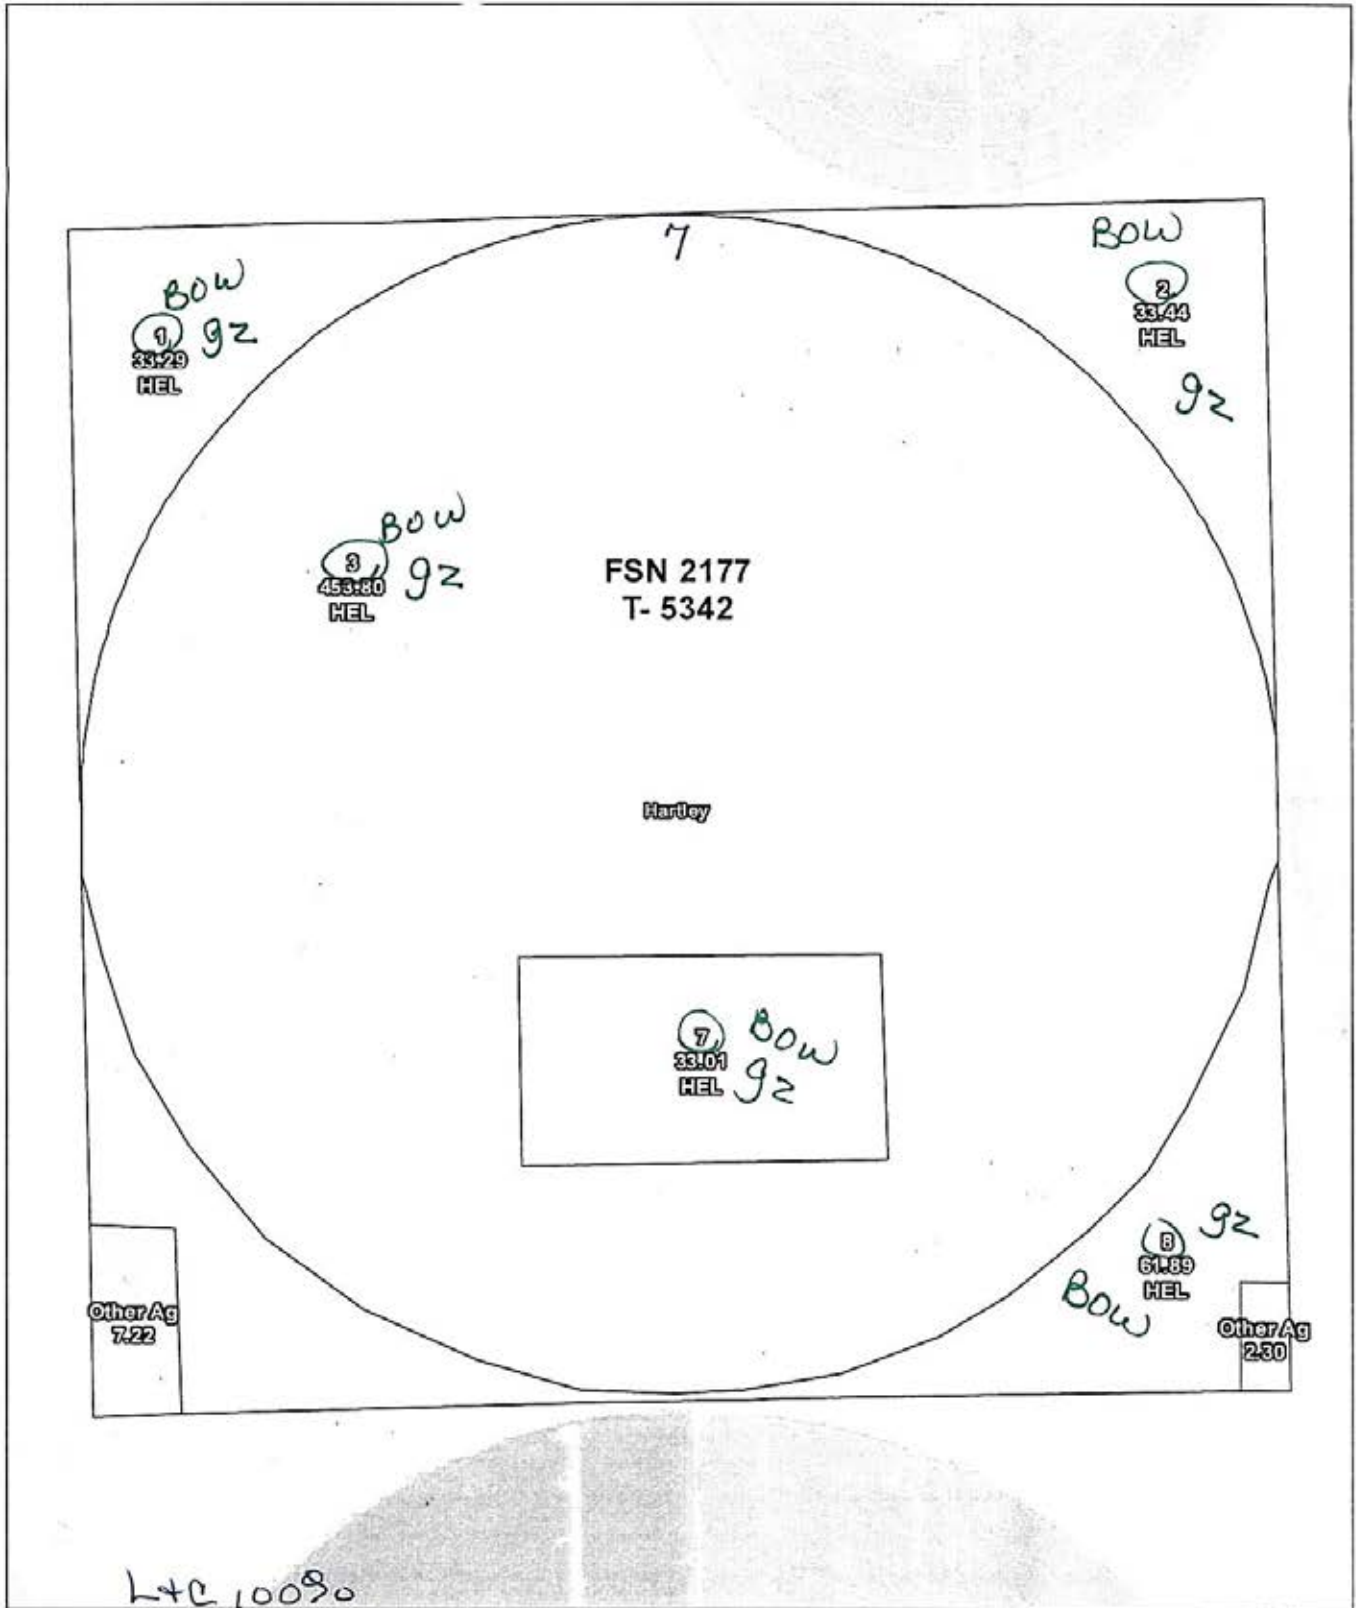 7
BOW
1
gz
33.29
HEL
BOW
2
33.44
HEL
gz
BOW
3
gz
453.80
HEL
FSN 2177
T- 5342
Hartley
7
BOW
33.01
gz
HEL
8
gz
61.89
HEL
BOW
Other Ag
7.22
Other Ag
2.30
L+C 100%